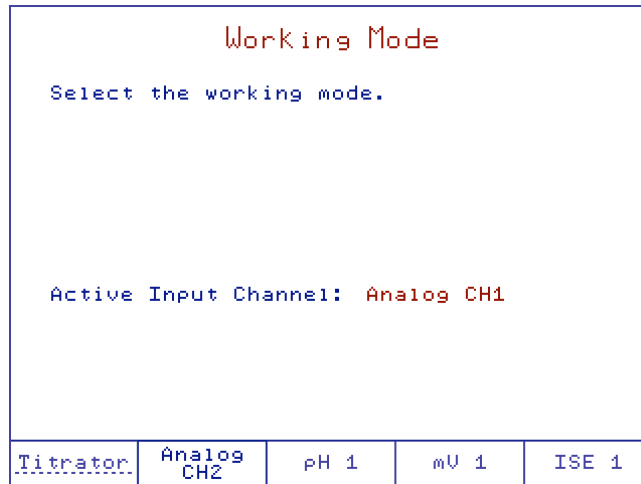 Working Mode
Select the working mode.
Active Input Channel: Analog CH1
Titrator
Analog
CH2
pH 1
mV 1
ISE 1